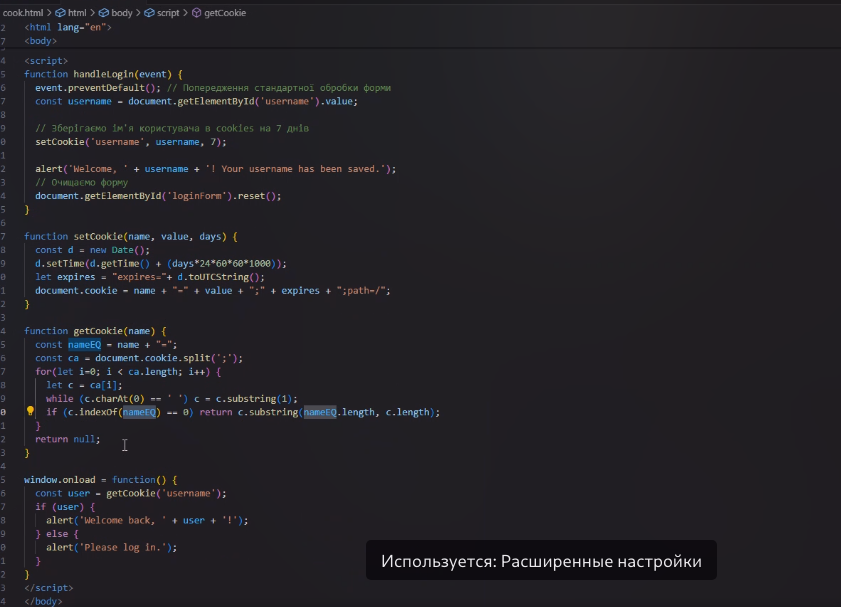 cook.html > html > body > script > getCookie
2 <html lang="en">
7 <body>
4 <script>
5 function handleLogin(event) {
6 event.preventDefault(); // Попередження стандартної обробки форми
7 const username = document.getElementById('username').value;
8
9 // Зберігаємо ім'я користувача в cookies на 7 днів
0 setCookie('username', username, 7);
1
2 alert('Welcome, ' + username + '! Your username has been saved.');
3 // Очищаємо форму
4 document.getElementById('loginForm').reset();
5 }
6
7 function setCookie(name, value, days) {
8 const d = new Date();
9 d.setTime(d.getTime() + (days*24*60*60*1000));
0 let expires = "expires="+ d.toUTCString();
1 document.cookie = name + "=" + value + ";" + expires + ";path=/";
2 }
3
4 function getCookie(name) {
5 const nameEQ = name + "=";
6 const ca = document.cookie.split(';');
7 for(let i=0; i < ca.length; i++) {
8 let c = ca[i];
9 while (c.charAt(0) == ' ') c = c.substring(1);
0 if (c.indexOf(nameEQ) == 0) return c.substring(nameEQ.length, c.length);
1 }
2 return null;
3 }
4
5 window.onload = function() {
6 const user = getCookie('username');
7 if (user) {
8 alert('Welcome back, ' + user + '!');
9 } else {
0 alert('Please log in.');
1 }
2 }
3 </script>
4 </body>
Используется: Расширенные настройки